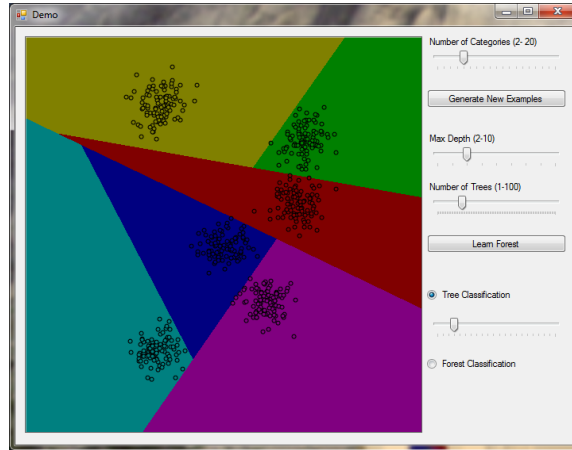 Demo
Number of Categories (2- 20)
Generate New Examples
Max Depth (2-10)
Number of Trees (1-100)
Learn Forest
Tree Classification
Forest Classification